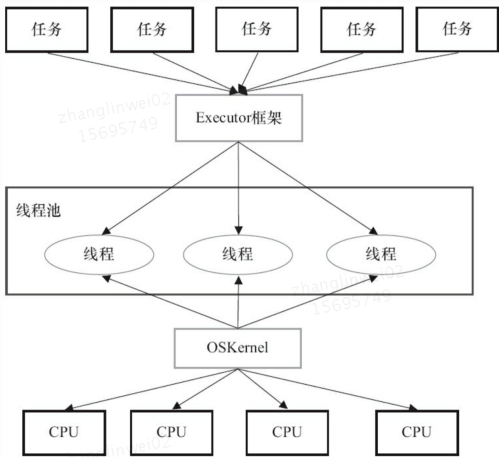 任务 任务 任务 任务 任务
zhanglinwei02
15695749
Executor框架
线程池
线程 线程 线程
zhanglinwei02
15695749
OSKernel
CPU CPU CPU CPU
zhanglinwei02